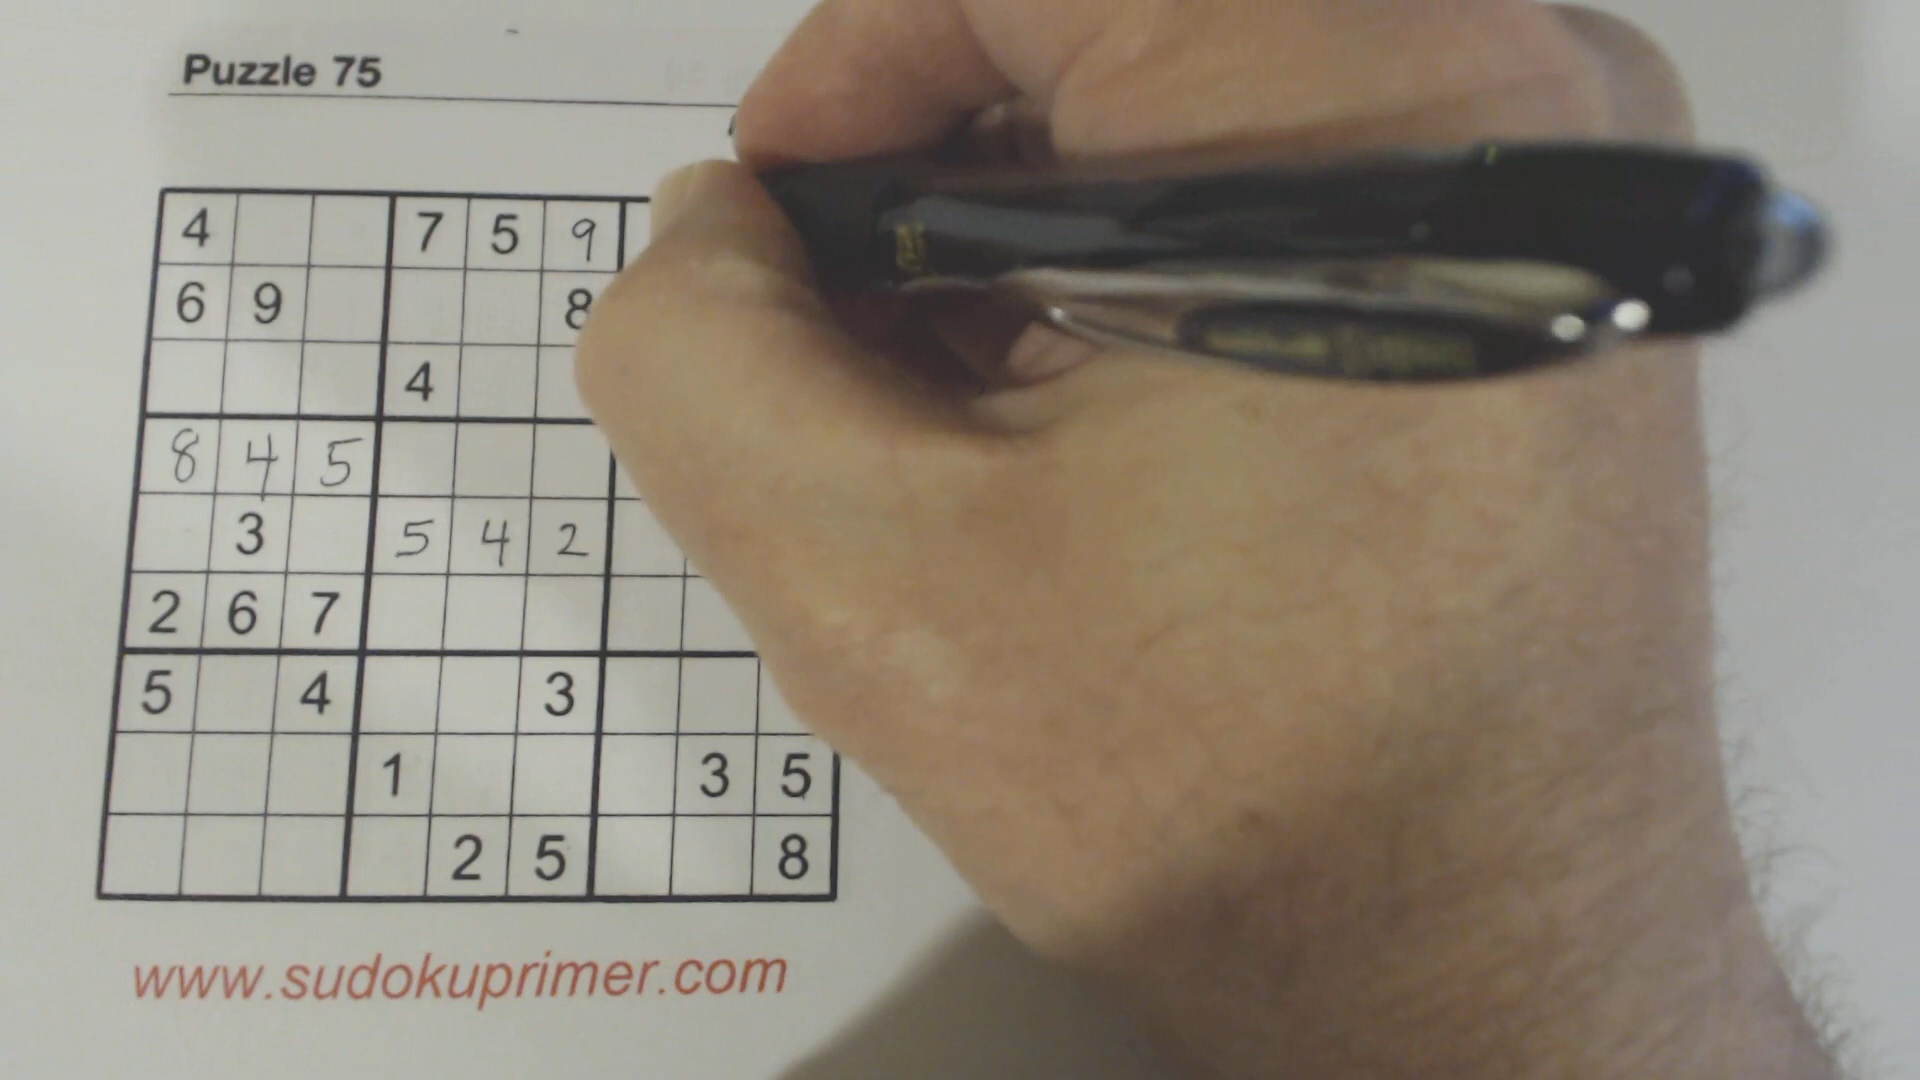 Puzzle 75
4 7 5 9
6 9 8
4
8 4 5
3 5 4 2
2 6 7
5 4 3
1 3 5
2 5 8
www.sudokuprimer.com